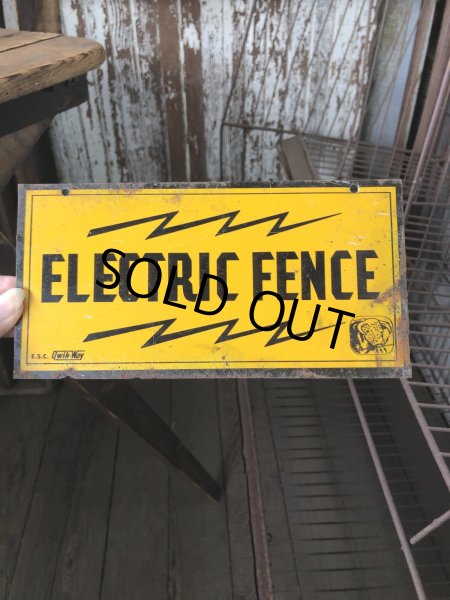 ELECTRIC FENCE
SOLD OUT
E.S.C. Qwik-Way